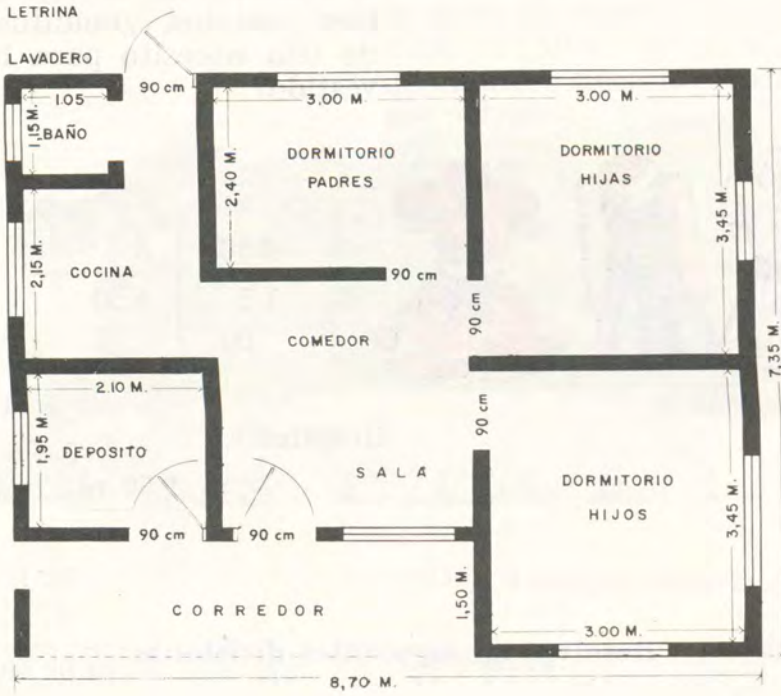 LETRINA
LAVADERO
90 cm
1.05
3.00 M.
3.00 M.
1,15 M.
BAÑO
DORMITORIO
PADRES
DORMITORIO
HIJAS
2,40 M.
3,45 M.
2,15 M.
COCINA
90 cm
90 cm
COMEDOR
7,35 M.
2.10 M.
90 cm
1,95 M.
DEPOSITO
SALA
DORMITORIO
HIJOS
3,45 M.
90 cm
90 cm
1,50 M.
CORREDOR
3.00 M.
8,70 M.